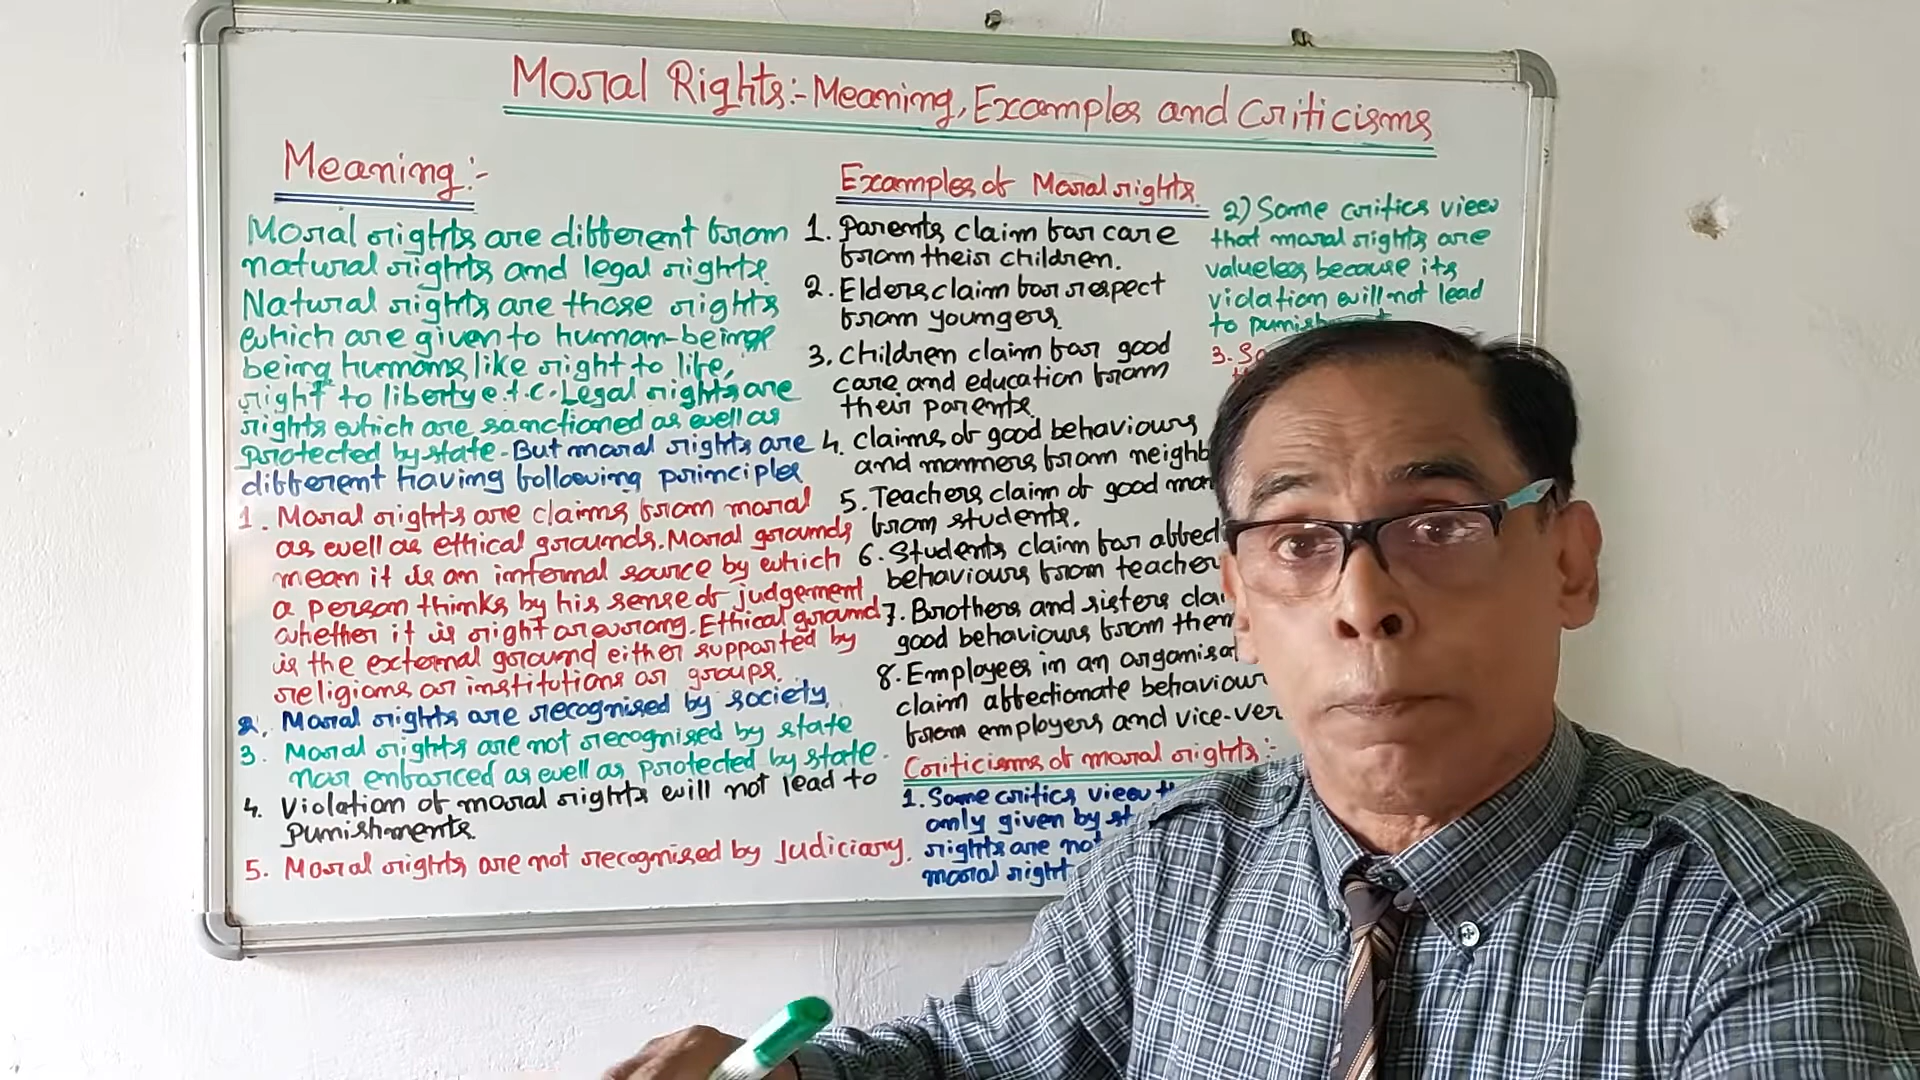 Moral Rights:- Meaning, Examples and Criticisms
Meaning:-
Moral rights are different from
natural rights and legal rights.
Natural rights are those rights
which are given to human-beings
being humans, like right to life,
right to liberty e.t.c. Legal rights are
rights which are sanctioned as well as
protected by state. But moral rights are
different having following principles
1. Moral rights are claims from moral
as well as ethical grounds. Moral grounds
mean it is an internal source by which
a person thinks by his sense of judgement
whether it is right or wrong. Ethical ground
is the external ground either supported by
religions or institutions or groups.
2. Moral rights are recognised by society.
3. Moral rights are not recognised by state
nor enforced as well as protected by state.
4. Violation of moral rights will not lead to
punishments.
5. Moral rights are not recognised by Judiciary.
Examples of Moral rights.
1. Parents claim for care
from their children.
2. Elders claim for respect
from youngers.
3. Children claim for good
care and education from
their parents.
4. Claims of good behaviours
and manners from
5. Teachers claim of good
from students.
6. Students claim for
behaviours from
7. Brothers and sisters
good behaviours from
8. Employees in an
claim affectionate
from employers and
Criticisms of moral rights:-
1. Some critics view
only given by
rights are
moral
2) Some critics view
that moral rights are
valueless because its
violation will not lead
to
3.